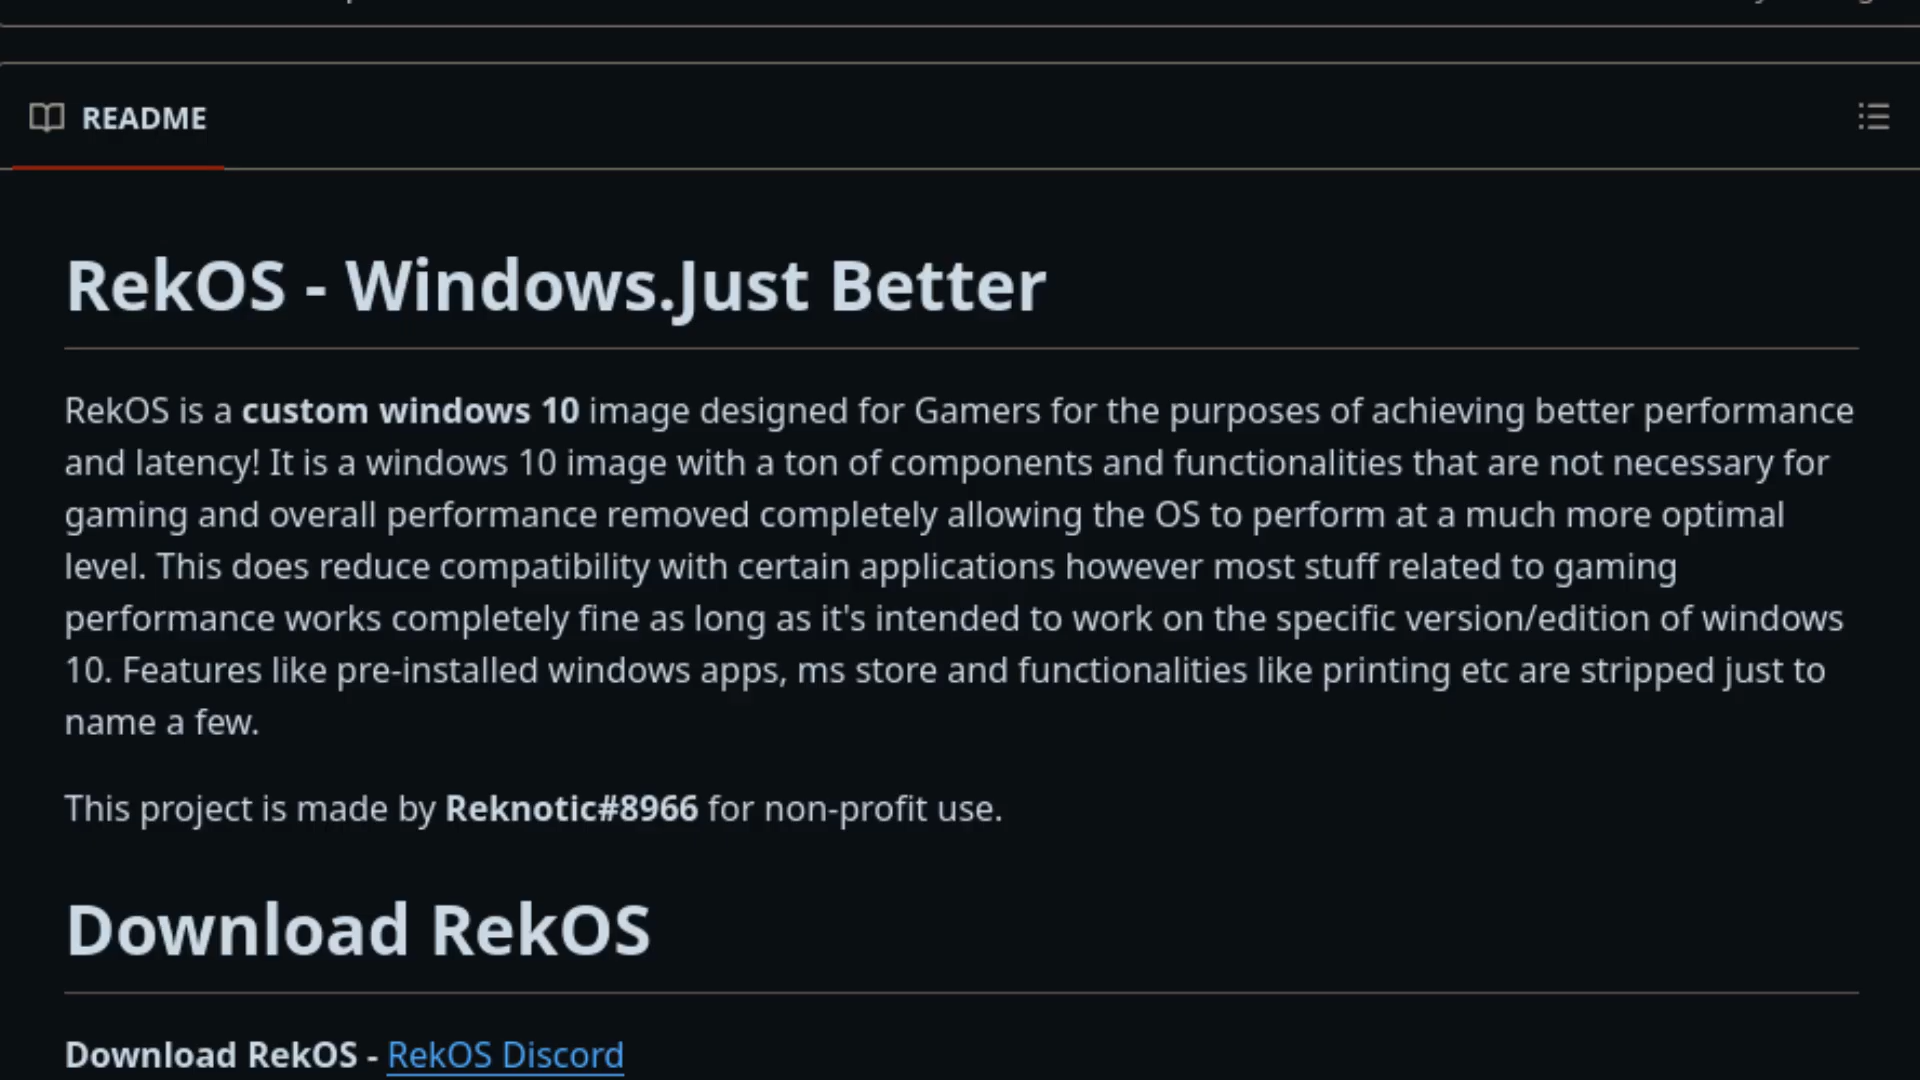 README
RekOS - Windows.Just Better
RekOS is a custom windows 10 image designed for Gamers for the purposes of achieving better performance
and latency! It is a windows 10 image with a ton of components and functionalities that are not necessary for
gaming and overall performance removed completely allowing the OS to perform at a much more optimal
level. This does reduce compatibility with certain applications however most stuff related to gaming
performance works completely fine as long as it's intended to work on the specific version/edition of windows
10. Features like pre-installed windows apps, ms store and functionalities like printing etc are stripped just to
name a few.
This project is made by Reknotic#8966 for non-profit use.
Download RekOS
Download RekOS - RekOS Discord